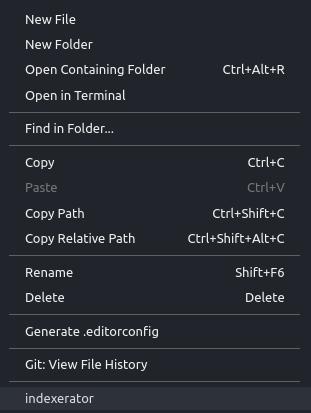 New File
New Folder
Open Containing Folder Ctrl+Alt+R
Open in Terminal
Find in Folder...
Copy Ctrl+C
Paste Ctrl+V
Copy Path Ctrl+Shift+C
Copy Relative Path Ctrl+Shift+Alt+C
Rename Shift+F6
Delete Delete
Generate .editorconfig
Git: View File History
indexerator